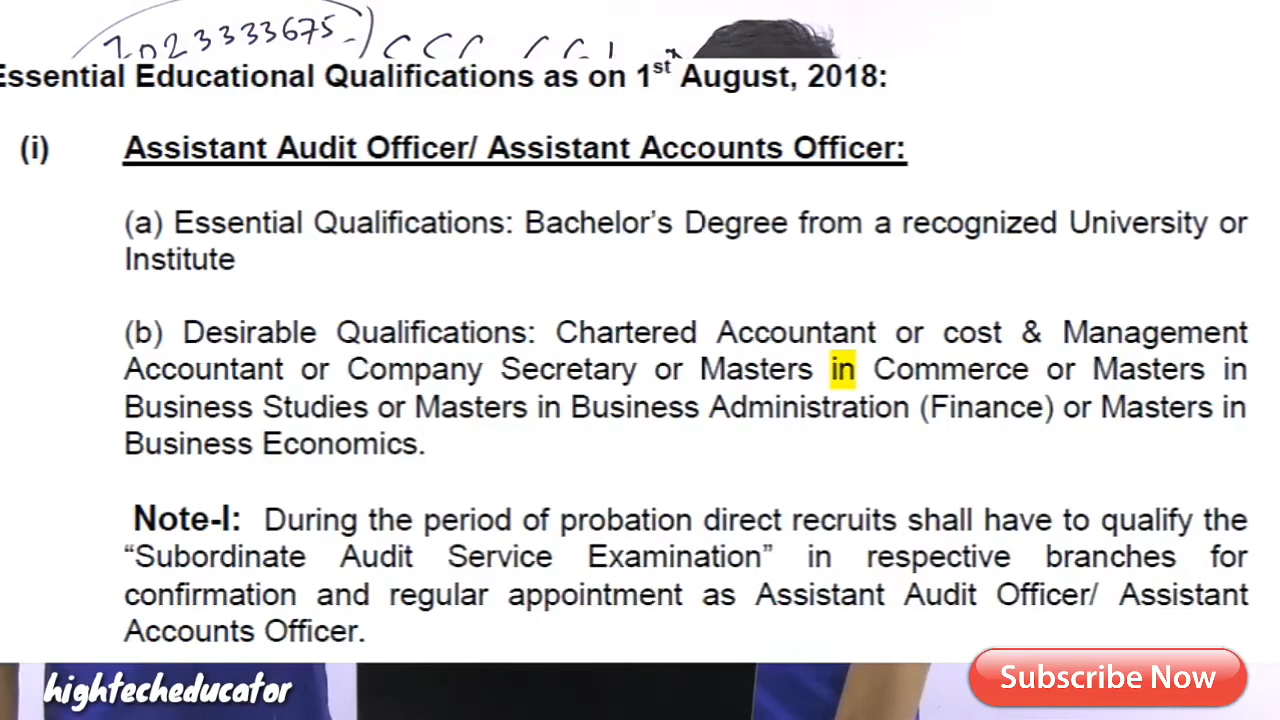 Essential Educational Qualifications as on 1st August, 2018:
(i) Assistant Audit Officer/ Assistant Accounts Officer:
(a) Essential Qualifications: Bachelor's Degree from a recognized University or
Institute
(b) Desirable Qualifications: Chartered Accountant or cost & Management
Accountant or Company Secretary or Masters in Commerce or Masters in
Business Studies or Masters in Business Administration (Finance) or Masters in
Business Economics.
Note-I: During the period of probation direct recruits shall have to qualify the
“Subordinate Audit Service Examination” in respective branches for
confirmation and regular appointment as Assistant Audit Officer/ Assistant
Accounts Officer.
hightecheducator
Subscribe Now